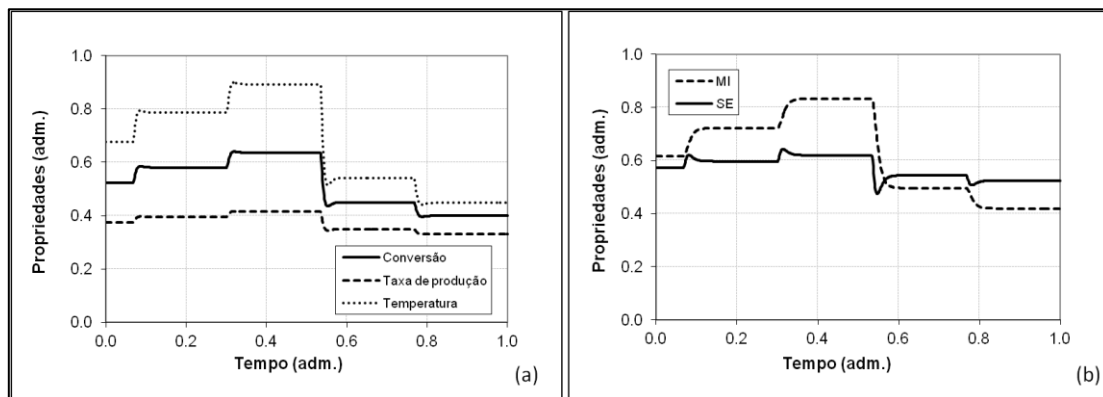 1.0
0.8
0.6
0.4
0.2
0.0
Propriedades (adm.)
Conversão
Taxa de produção
Temperatura
0.0 0.2 0.4 0.6 0.8 1.0
Tempo (adm.)
(a)
1.0
0.8
0.6
0.4
0.2
0.0
Propriedades (adm.)
MI
SE
0.0 0.2 0.4 0.6 0.8 1.0
Tempo (adm.)
(b)